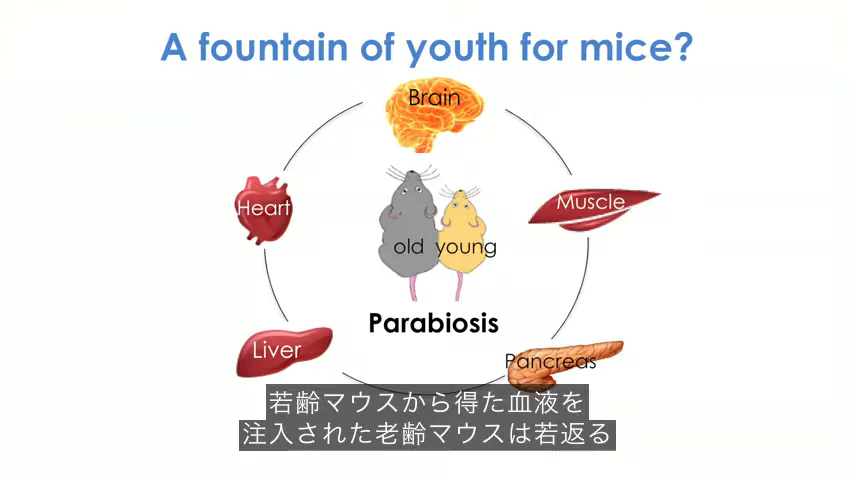 A fountain of youth for mice?
Brain
Heart
Muscle
old young
Parabiosis
Liver
Pancreas
若齢マウスから得た血液を
注入された老齢マウスは若返る